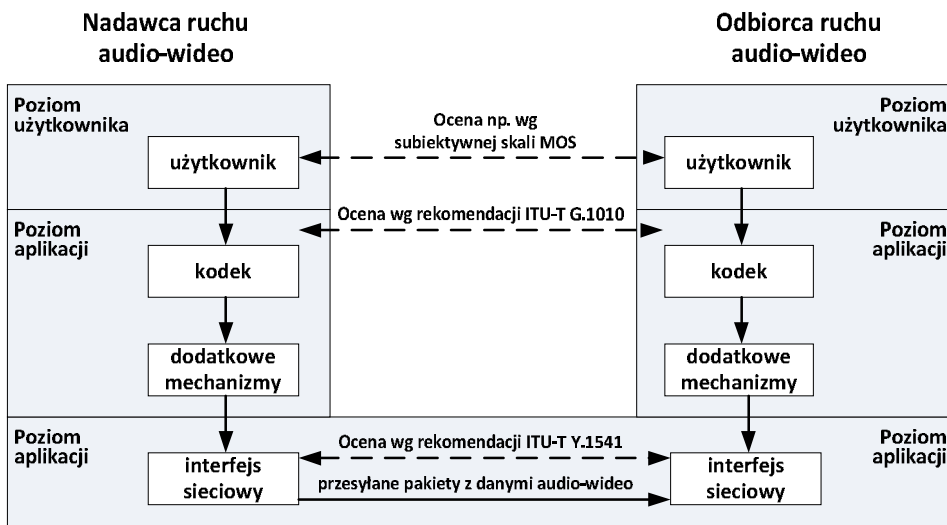 Nadawca ruchu
audio-wideo
Odbiorca ruchu
audio-wideo
Poziom
użytkownika
Ocena np. wg
subiektywnej skali MOS
Poziom
użytkownika
użytkownik
użytkownik
Poziom
aplikacji
Ocena wg rekomendacji ITU-T G.1010
Poziom
aplikacji
kodek
kodek
dodatkowe
mechanizmy
dodatkowe
mechanizmy
Poziom
aplikacji
Ocena wg rekomendacji ITU-T Y.1541
Poziom
aplikacji
interfejs
sieciowy
przesyłane pakiety z danymi audio-wideo
interfejs
sieciowy